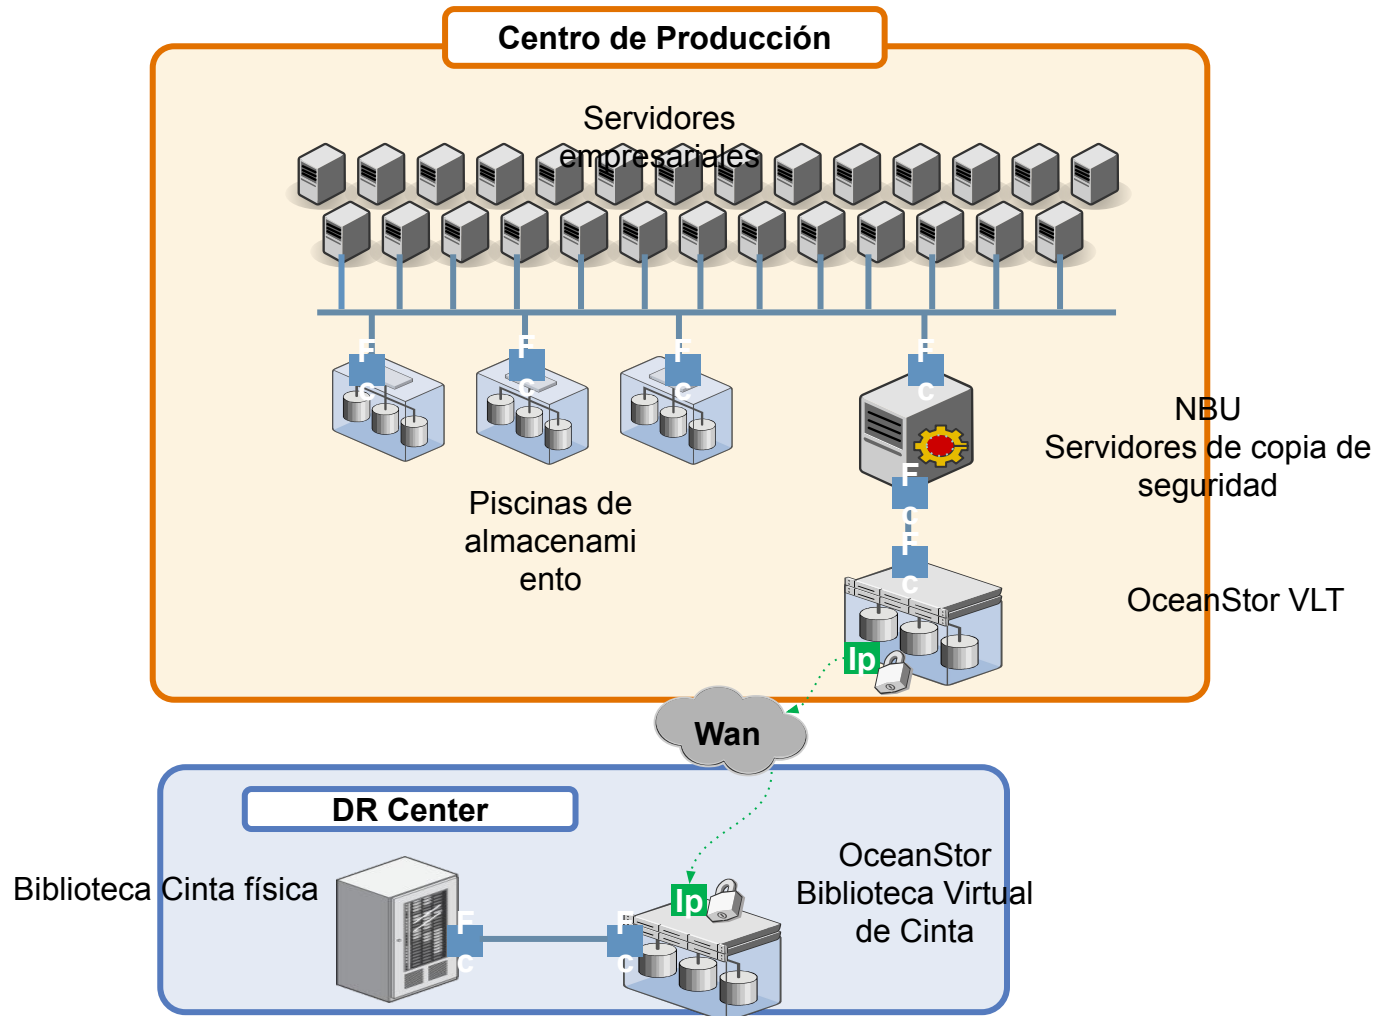 Centro de Producción
Servidores
empresariales
F
c
F
c
F
c
F
c
NBU
Servidores de copia de
seguridad
F
c
Piscinas de
almacenami
ento
F
c
OceanStor VLT
Ip
Wan
DR Center
OceanStor
Biblioteca Virtual
de Cinta
Biblioteca Cinta física
Ip
F
c
F
c